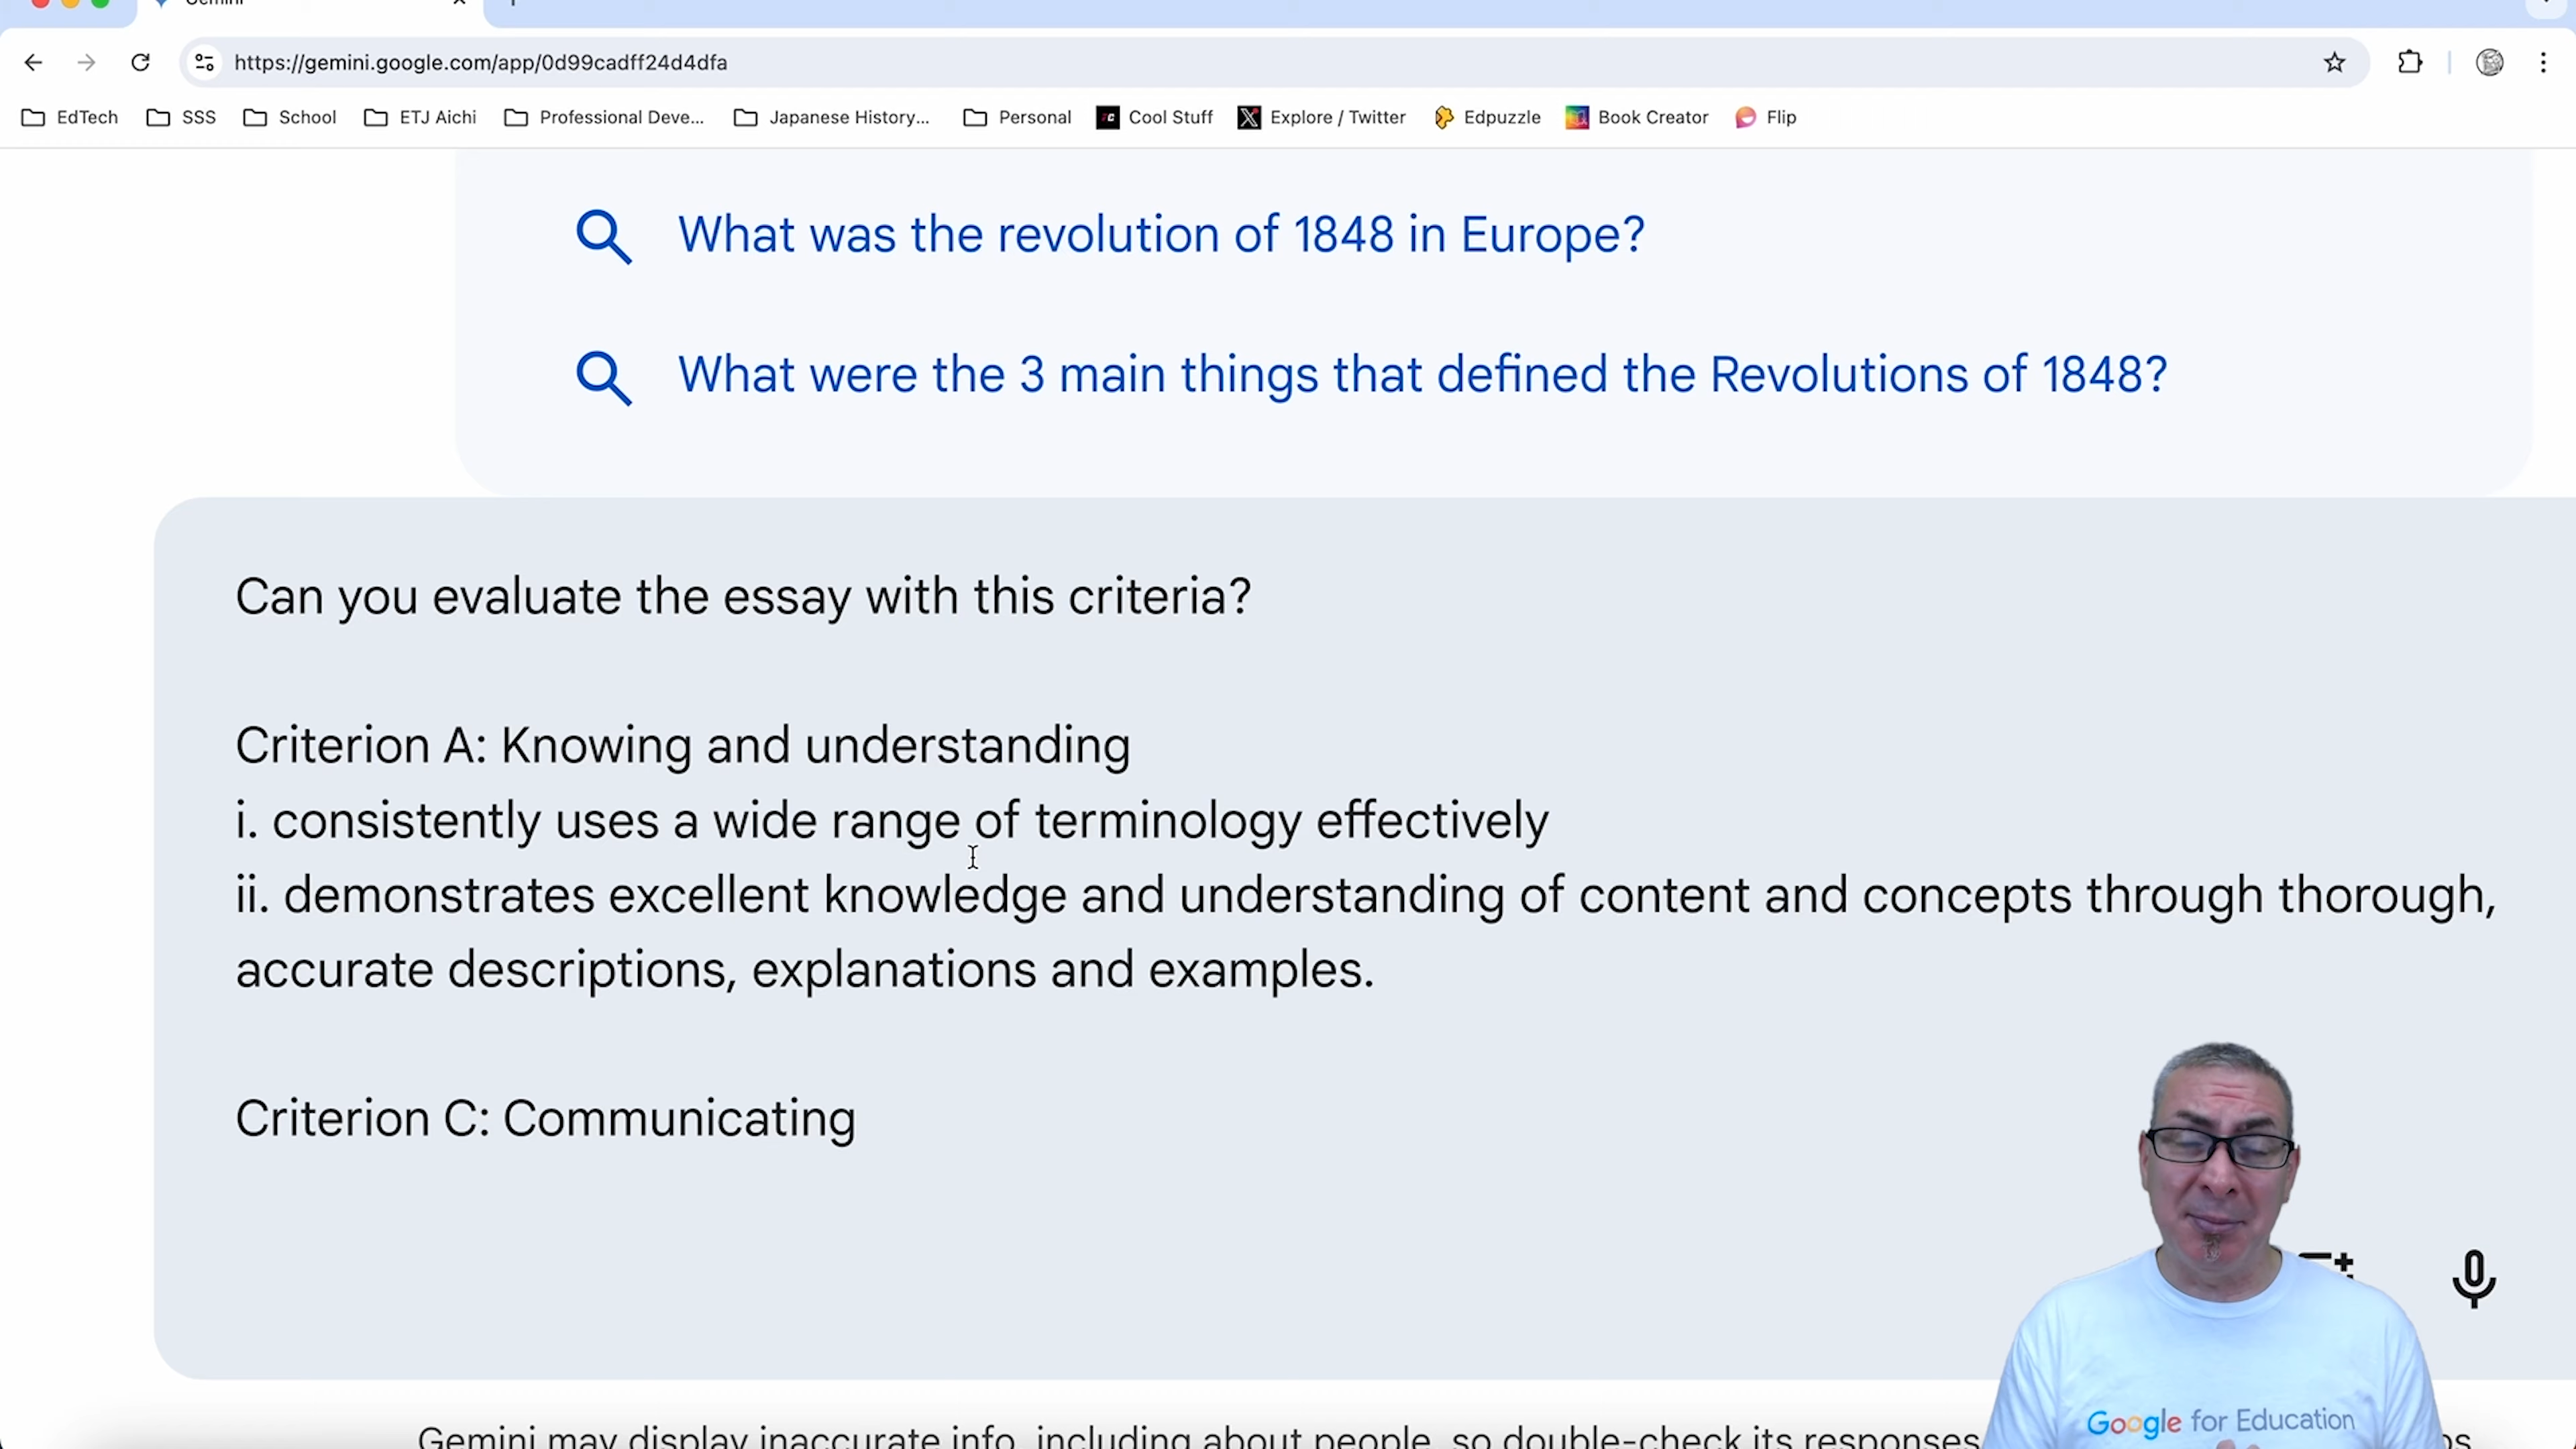 Gemini
https://gemini.google.com/app/0d99cadff24d4dfa
EdTech SSS School ETJ Aichi Professional Deve... Japanese History... Personal Cool Stuff Explore / Twitter Edpuzzle Book Creator Flip
What was the revolution of 1848 in Europe?
What were the 3 main things that defined the Revolutions of 1848?
Can you evaluate the essay with this criteria?
Criterion A: Knowing and understanding
i. consistently uses a wide range of terminology effectively
ii. demonstrates excellent knowledge and understanding of content and concepts through thorough,
accurate descriptions, explanations and examples.
Criterion C: Communicating
Google for Education
Gemini may display inaccurate info, including about people, so double-check its responses